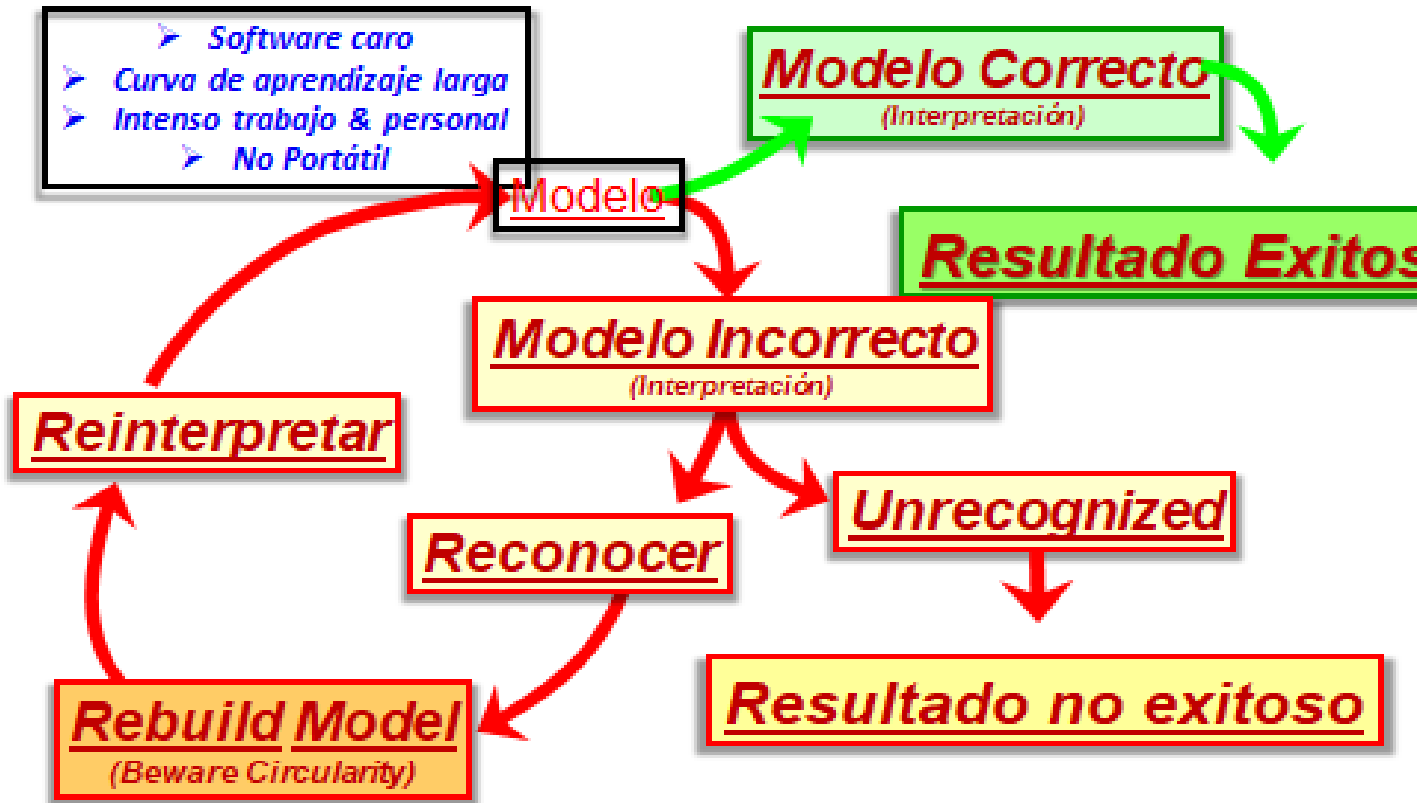 ➢ Software caro
➢ Curva de aprendizaje larga
➢ Intenso trabajo & personal
➢ No Portátil
Modelo Correcto
(Interpretación)
Modelo
Resultado Exitos
Modelo Incorrecto
(Interpretación)
Reinterpretar
Unrecognized
Reconocer
Resultado no exitoso
Rebuild Model
(Beware Circularity)